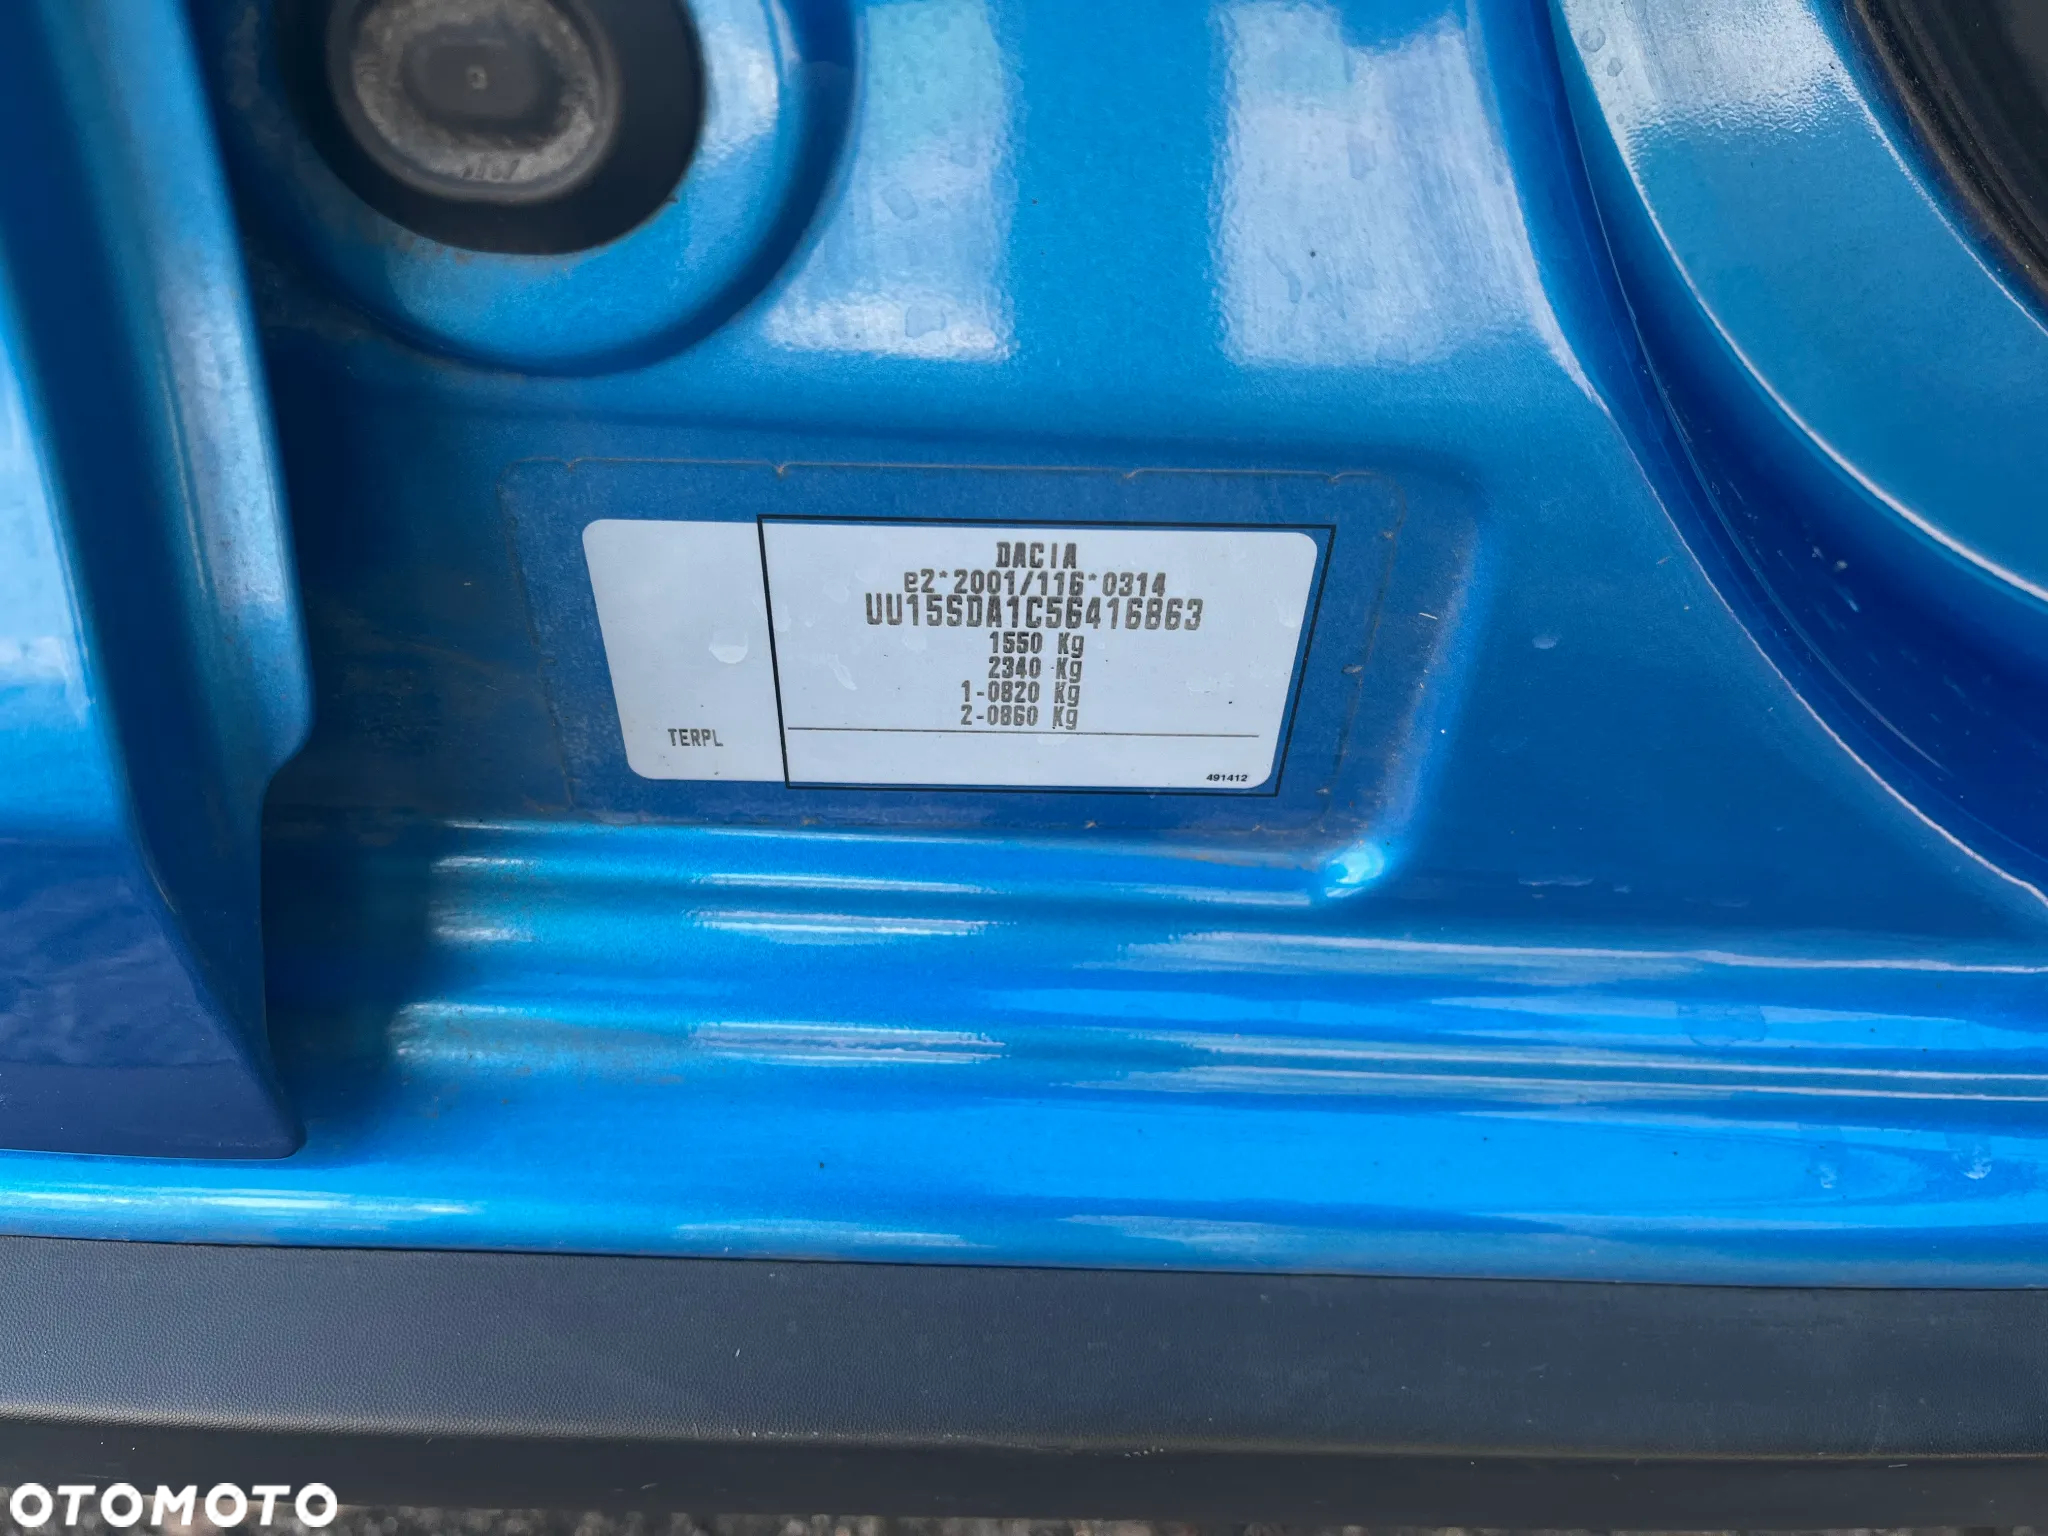 DACIA
e2*2001/116*0314
UU15SDA1C56416863
1550 Kg
2340 Kg
1-0820 Kg
2-0860 Kg
TERPL
491412
OTOMOTO